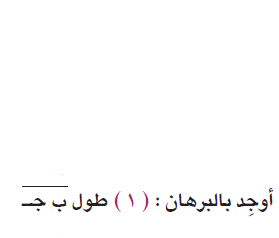 أوجِد بالبرهان : ( ١ ) طول ب جـ